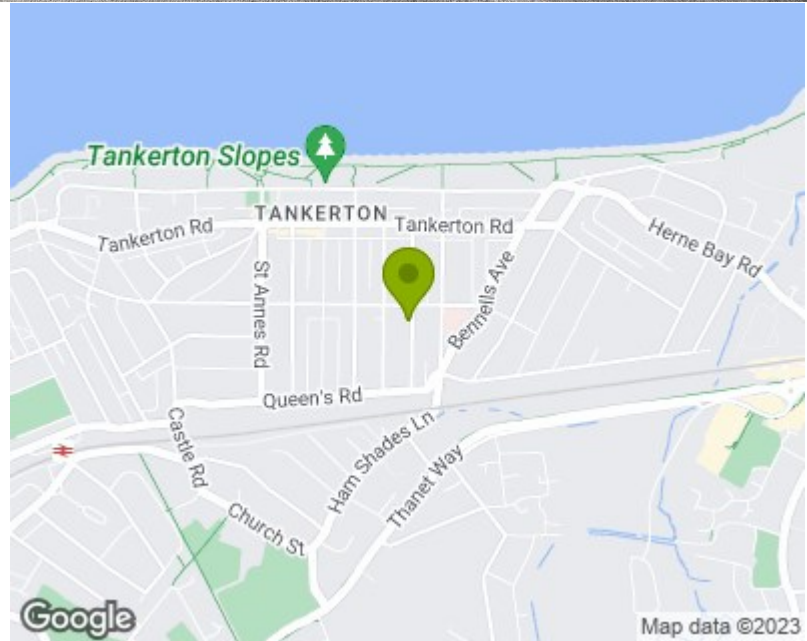 Tankerton Slopes
TANKERTON
Tankerton Rd
Tankerton Rd
Herne Bay Rd
St Annes Rd
Bennells Ave
Queen's Rd
Castle Rd
Ham Shades Ln
Thanet Way
Church St
Google
Map data ©2023